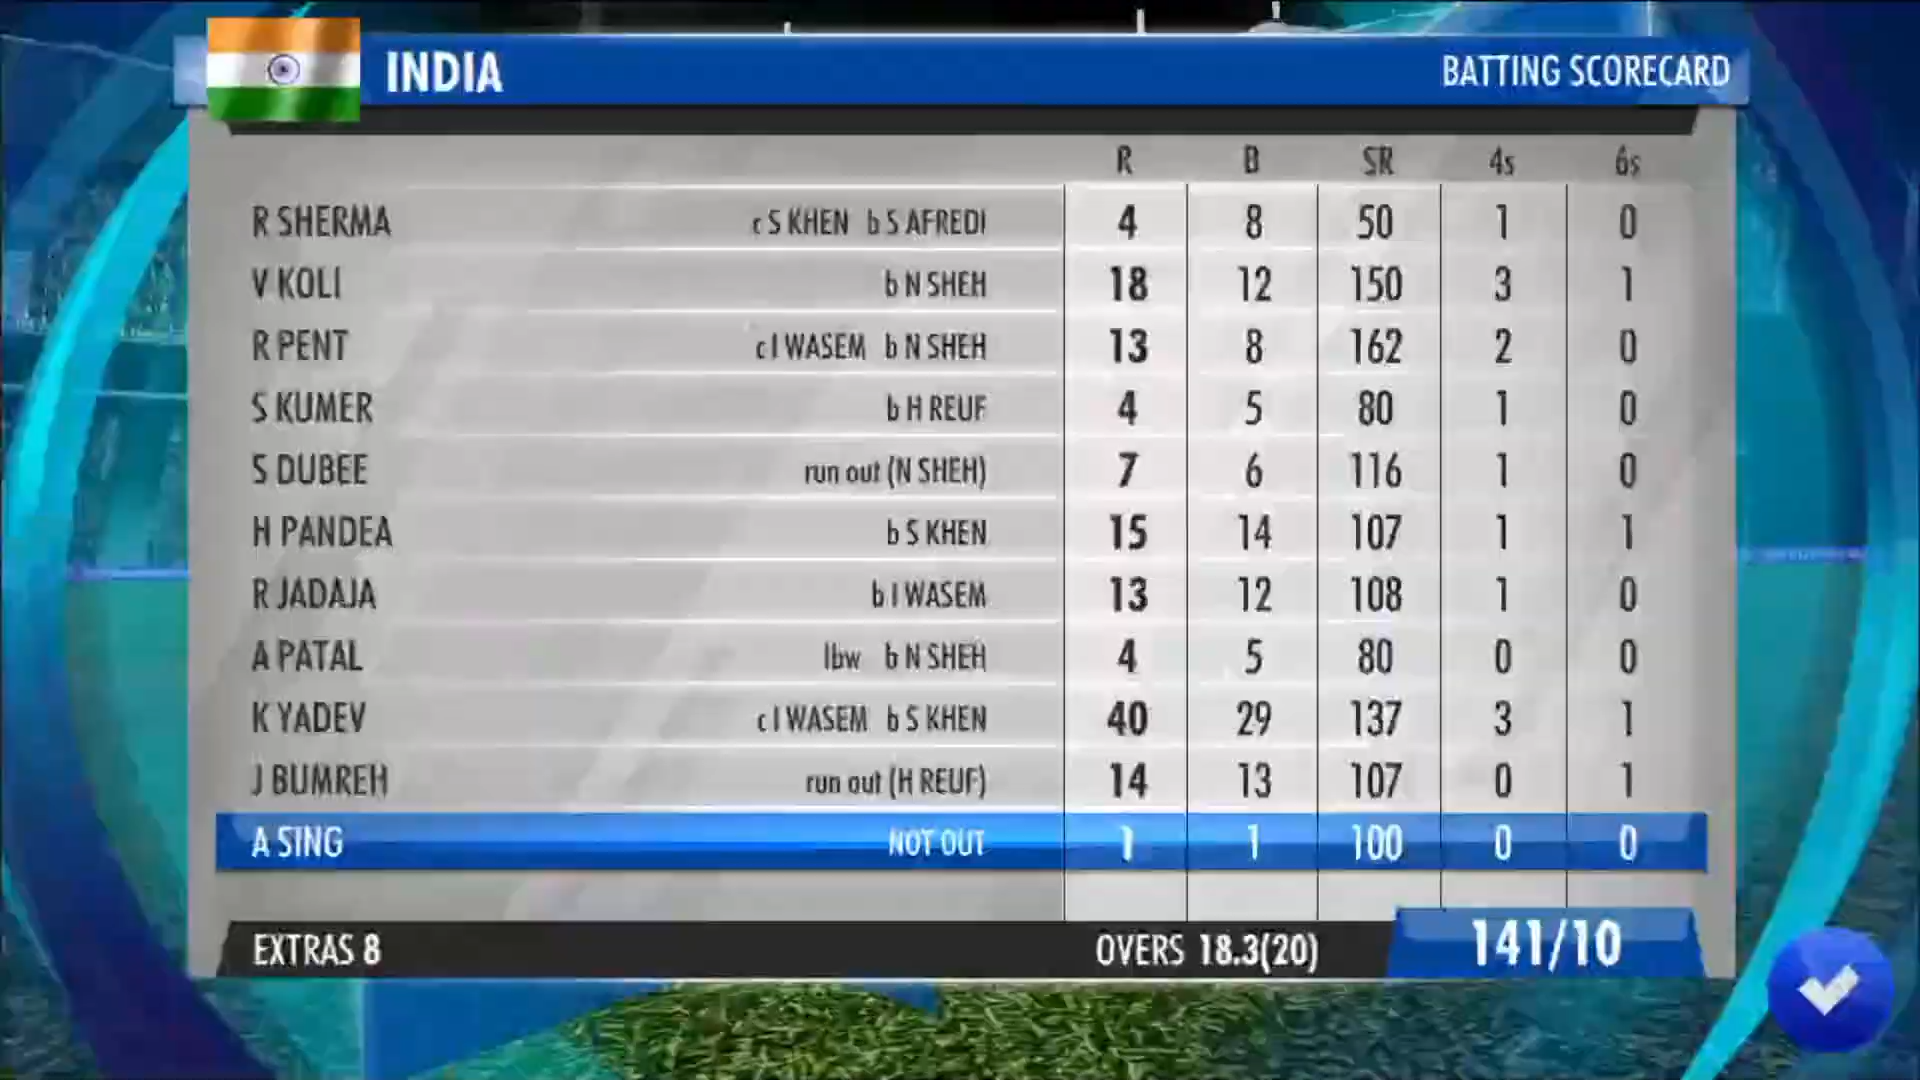 INDIA BATTING SCORECARD
R B SR 4s 6s
R SHERMA c S KHEN b S AFREDI 4 8 50 1 0
V KOLI b N SHEH 18 12 150 3 1
R PENT c I WASEM b N SHEH 13 8 162 2 0
S KUMER b H REUF 4 5 80 1 0
S DUBEE run out (N SHEH) 7 6 116 1 0
H PANDEA b S KHEN 15 14 107 1 1
R JADAJA b I WASEM 13 12 108 1 0
A PATAL lbw b N SHEH 4 5 80 0 0
K YADEV c I WASEM b S KHEN 40 29 137 3 1
J BUMREH run out (H REUF) 14 13 107 0 1
A SING NOT OUT 1 1 100 0 0
EXTRAS 8 OVERS 18.3(20) 141/10